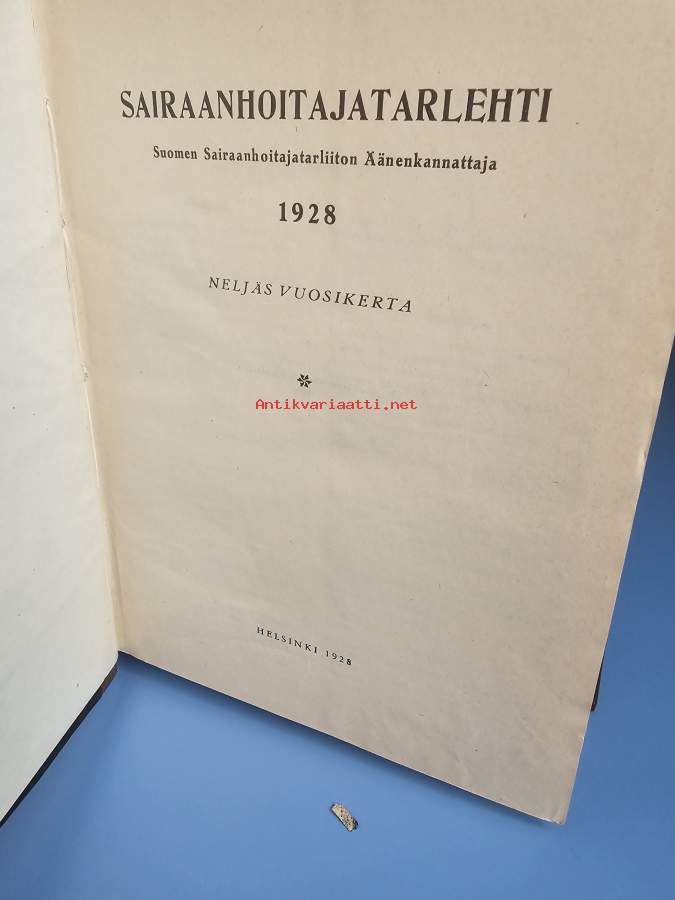 SAIRAANHOITAJATARLEHTI
Suomen Sairaanhoitajatarliiton Äänenkannattaja
1928
NELJÄS VUOSIKERTA
Antikvariaatti.net
HELSINKI 1928